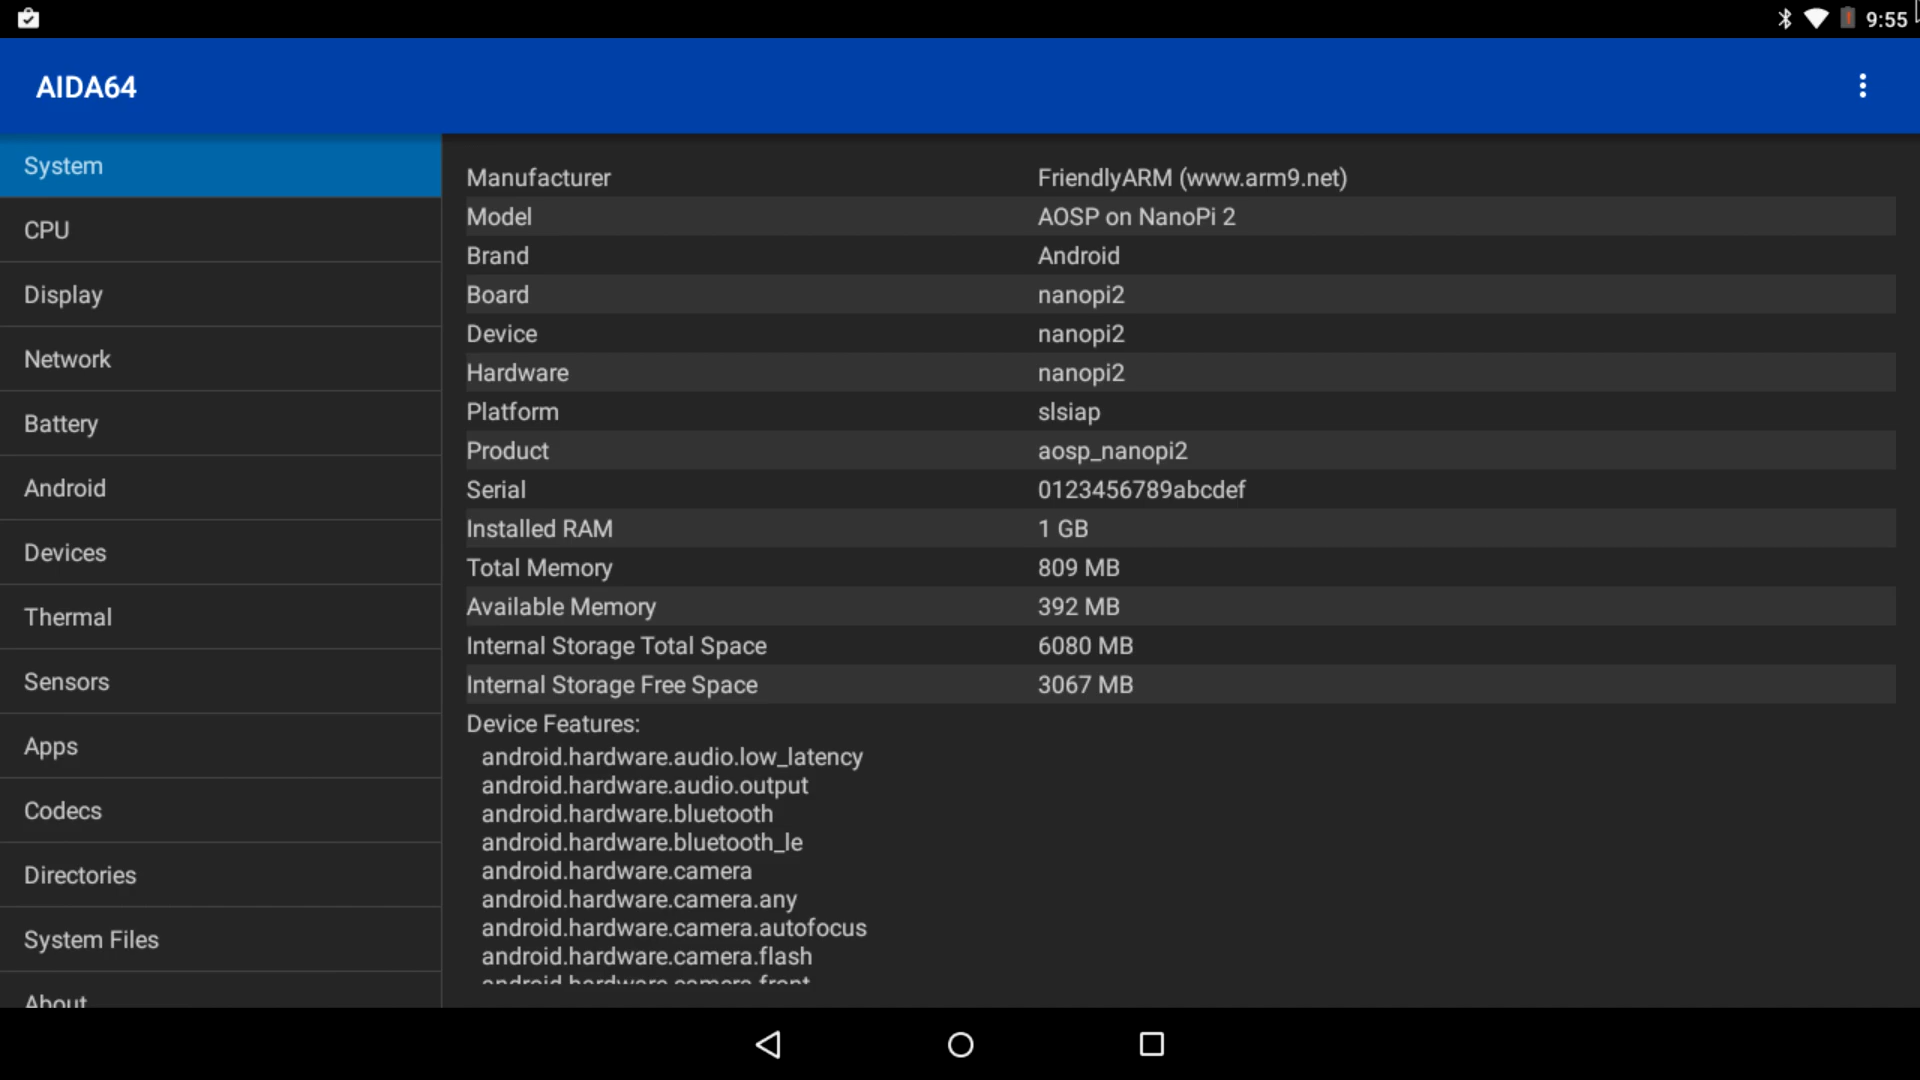 9:55
AIDA64
System
CPU
Display
Network
Battery
Android
Devices
Thermal
Sensors
Apps
Codecs
Directories
System Files
About
Manufacturer FriendlyARM (www.arm9.net)
Model AOSP on NanoPi 2
Brand Android
Board nanopi2
Device nanopi2
Hardware nanopi2
Platform slsiap
Product aosp_nanopi2
Serial 0123456789abcdef
Installed RAM 1 GB
Total Memory 809 MB
Available Memory 392 MB
Internal Storage Total Space 6080 MB
Internal Storage Free Space 3067 MB
Device Features:
android.hardware.audio.low_latency
android.hardware.audio.output
android.hardware.bluetooth
android.hardware.bluetooth_le
android.hardware.camera
android.hardware.camera.any
android.hardware.camera.autofocus
android.hardware.camera.flash
android.hardware.camera.front